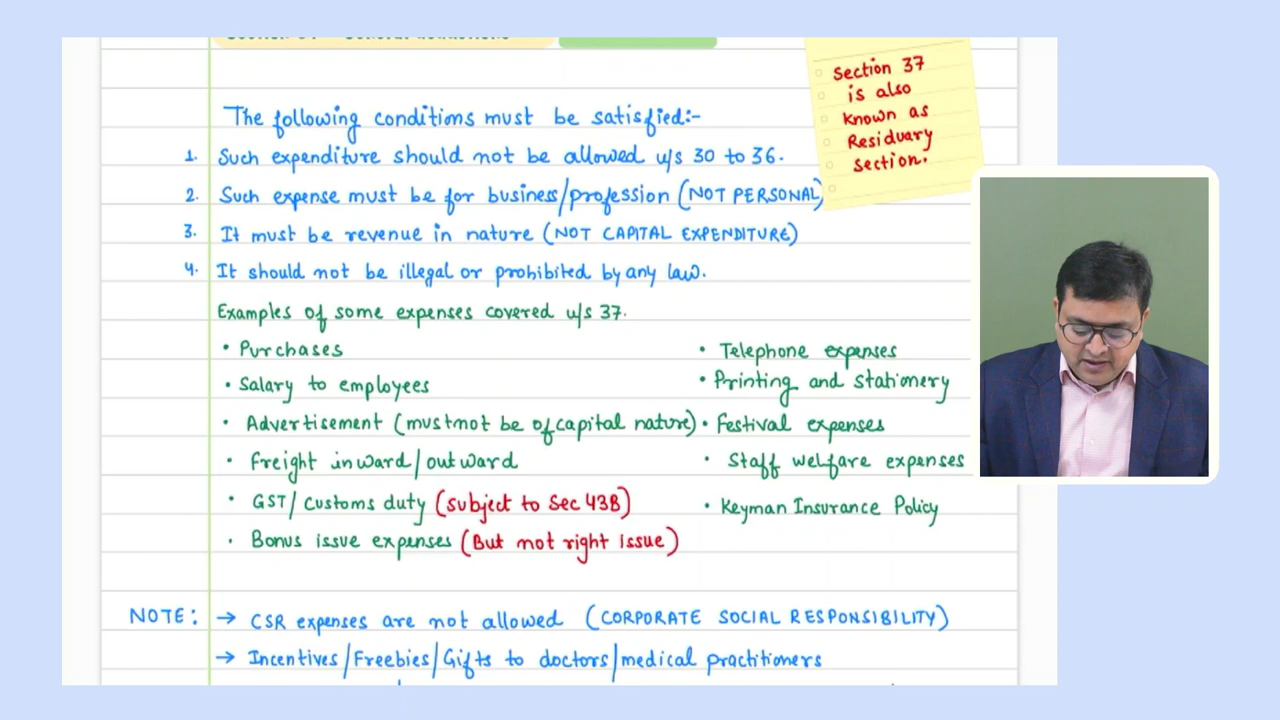 The following conditions must be satisfied:-
1. Such expenditure should not be allowed u/s 30 to 36.
2. Such expense must be for business/profession (NOT PERSONAL)
3. It must be revenue in nature (NOT CAPITAL EXPENDITURE)
4. It should not be illegal or prohibited by any law.
Section 37
is also
known as
Residuary
section.
Examples of some expenses covered u/s 37.
• Purchases
• Salary to employees
• Advertisement (must not be of capital nature)
• Freight inward/outward
• GST/Customs duty (subject to Sec 43B)
• Bonus issue expenses (But not right issue)
• Telephone expenses
• Printing and Stationery
• Festival expenses
• Staff welfare expenses
• Keyman Insurance Policy
NOTE: → CSR expenses are not allowed (CORPORATE SOCIAL RESPONSIBILITY)
→ Incentives/Freebies/Gifts to doctors/medical practitioners